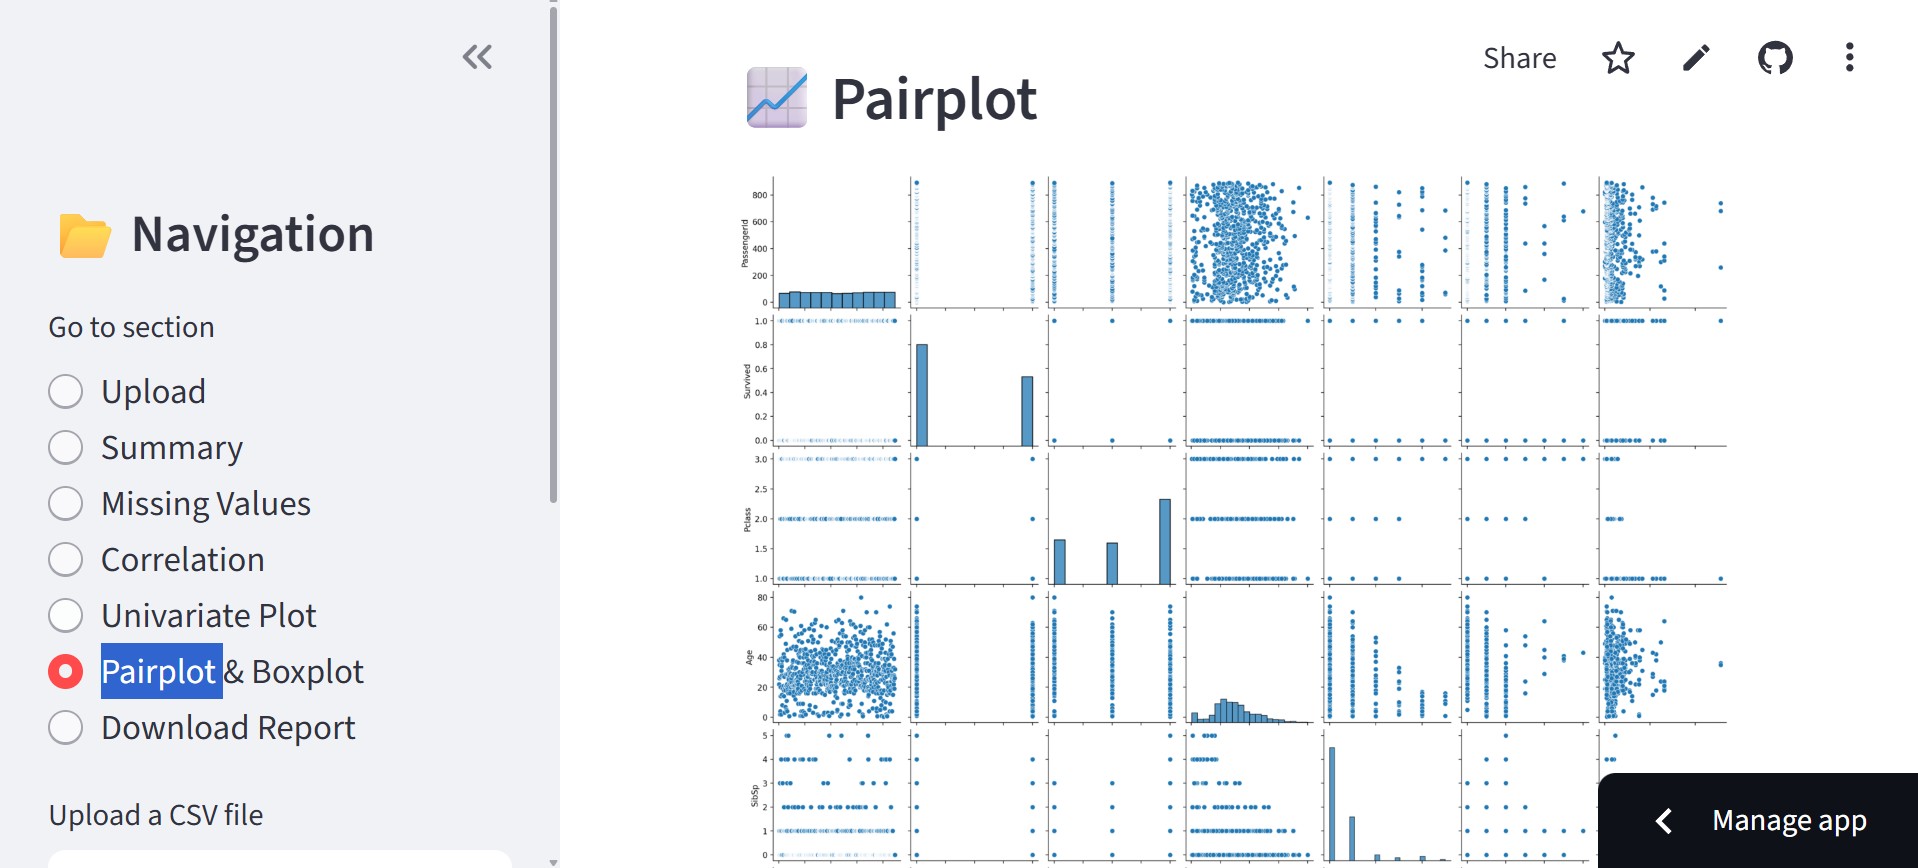 Share
Pairplot
Navigation
Go to section
Upload
Summary
Missing Values
Correlation
Univariate Plot
Pairplot & Boxplot
Download Report
Upload a CSV file
PassengerId
800
600
400
200
0
Survived
1.0
0.8
0.6
0.4
0.2
0.0
Pclass
3.0
2.5
2.0
1.5
1.0
Age
80
60
40
20
0
SibSp
5
4
3
2
1
0
Manage app